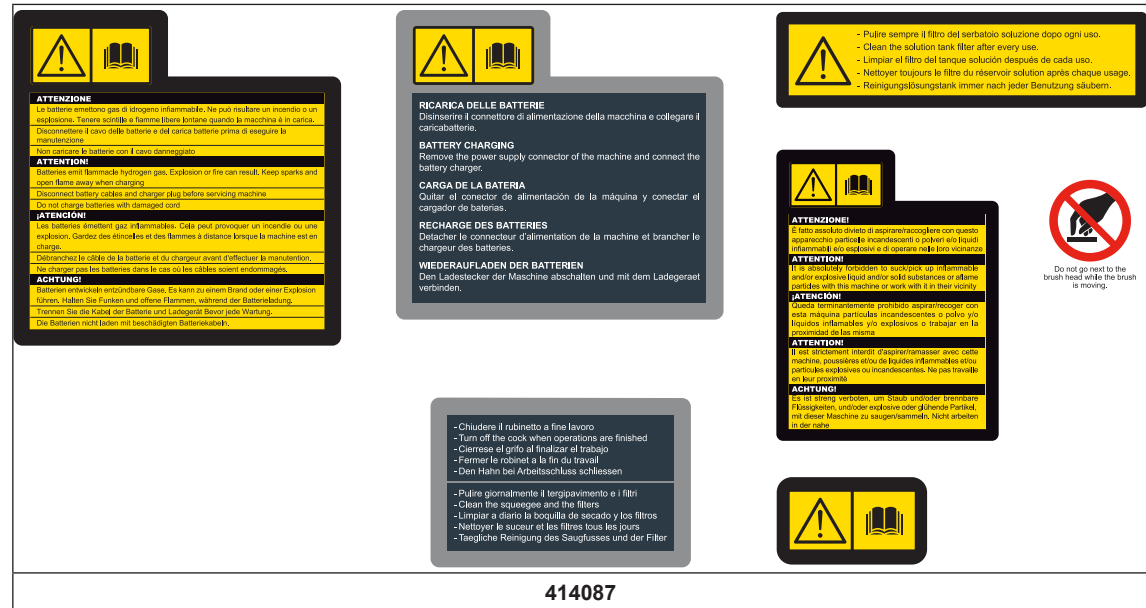 ATTENZIONE
Le batterie emettono gas di idrogeno infiammabile. Ne può risultare un incendio o un
esplosione. Tenere scintille e fiamme libere lontane quando la macchina è in carica.
Disconnettere il cavo delle batterie e del carica batterie prima di eseguire la
manutenzione
Non caricare le batterie con il cavo danneggiato
ATTENTION!
Batteries emit flammacle hydrogen gas. Explosion or fire can result. Keep sparks and
open flame away when charging
Disconnect battery cables and charger plug before servicing machine
Do not charge batteries with damaged cord
¡ATENCIÓN!
Les batteries émettent gaz inflammables. Cela peut provoquer un incendie ou une
explosion. Gardez des étincelles et des flammes à distance lorsque la machine est en
charge.
Débranchez le câble de la batterie et du chargeur avant d'effectuer la manutention.
Ne charger pas les batteries dans le cas où les câbles soient endommagés.
ACHTUNG!
Batterien entwickeln entzündbare Gase. Es kann zu einem Brand oder einer Explosion
führen. Halten Sie Funken und offene Flammen, während der Batterieladung.
Trennen Sie die Kabel der Batterie und Ladegerät Bevor jede Wartung.
Die Batterien nicht laden mit beschädigten Batteriekabeln.
RICARICA DELLE BATTERIE
Disinserire il connettore di alimentazione della macchina e collegare il
caricabatterie.
BATTERY CHARGING
Remove the power supply connector of the machine and connect the
battery charger.
CARGA DE LA BATERIA
Quitar el conector de alimentación de la máquina y conectar el
cargador de baterias.
RECHARGE DES BATTERIES
Detacher le connecteur d'alimentation de la machine et brancher le
chargeur des batteries.
WIEDERAUFLADEN DER BATTERIEN
Den Ladestecker der Maschine abschalten und mit dem Ladegeraet
verbinden.
- Chiudere il rubinetto a fine lavoro
- Turn off the cock when operations are finished
- Cierrese el grifo al finalizar el trabajo
- Fermer le robinet a la fin du travail
- Den Hahn bei Arbeitsschluss schliessen
- Pulire giornalmente il tergipavimento e i filtri
- Clean the squeegee and the filters
- Limpiar a diario la boquilla de secado y los filtros
- Nettoyer le suceur et les filtres tous les jours
- Taegliche Reinigung des Saugfusses und der Filter
- Pulire sempre il filtro del serbatoio soluzione dopo ogni uso.
- Clean the solution tank filter after every use.
- Limpiar el filtro del tanque solución después de cada uso.
- Nettoyer toujours le filtre du réservoir solution après chaque usage.
- Reinigungslösungstank immer nach jeder Benutzung säubern.
ATTENZIONE!
È fatto assoluto divieto di aspirare/raccogliere con questo
apparecchio particelle incandescenti o polveri e/o liquidi
infiammabili e/o esplosivi e di operare nelle loro vicinanze
ATTENTION!
It is absolutely forbidden to suck/pick up inflammable
and/or explosive liquid and/or solid substances or aflame
particles with this machine or work with it in their vicinity
¡ATENCIÓN!
Queda terminantemente prohibido aspirar/recoger con
esta máquina partículas incandescentes o polvo y/o
líquidos inflamables y/o explosivos o trabajar en la
proximidad de las misma
ATTENTION!
Il est strictement interdit d'aspirer/ramasser avec cette
machine, poussières et/ou de liquides inflammables et/ou
particules explosives ou incandescentes. Ne pas travaille
en leur proximité
ACHTUNG!
Es ist streng verboten, um Staub und/oder brennbare
Flüssigkeiten, und/oder explosive oder glühende Partikel,
mit dieser Maschine zu saugen/sammeln. Nicht arbeiten
in der nahe
Do not go next to the
brush head while the brush
is moving.
414087